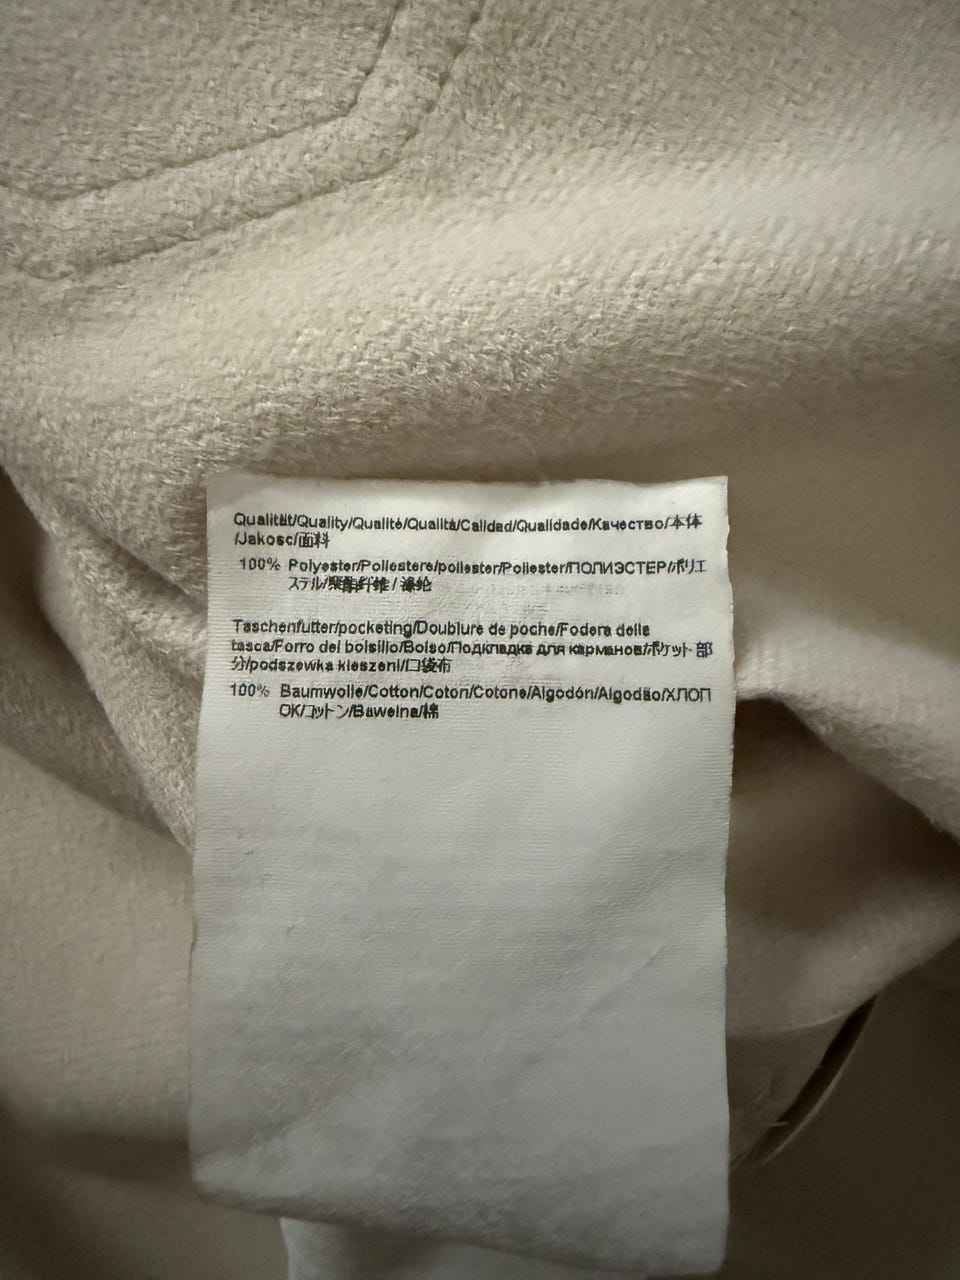 Qualität/Quality/Qualité/Qualità/Calidad/Qualidade/Качество/本体
/Jakosc/面料
100% Polyester/Poliestere/poliester/Poliester/ПОЛИЭСТЕР/ポリエ
ステル/聚酯纤维/涤纶
Taschenfutter/pocketing/Doublure de poche/Fodera della
tasca/Forro del bolsillo/Bolso/Подкладка для карманов/ポケット部
分/podszewka kieszeni/口袋布
100% Baumwolle/Cotton/Coton/Cotone/Algodón/Algodão/ХЛОП
ОК/コットン/Bawelna/棉